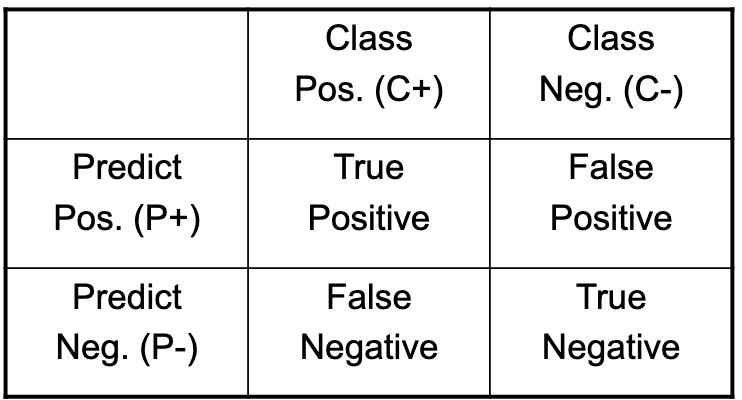 Class
Pos. (C+)
Class
Neg. (C-)
Predict
Pos. (P+)
True
Positive
False
Positive
Predict
Neg. (P-)
False
Negative
True
Negative